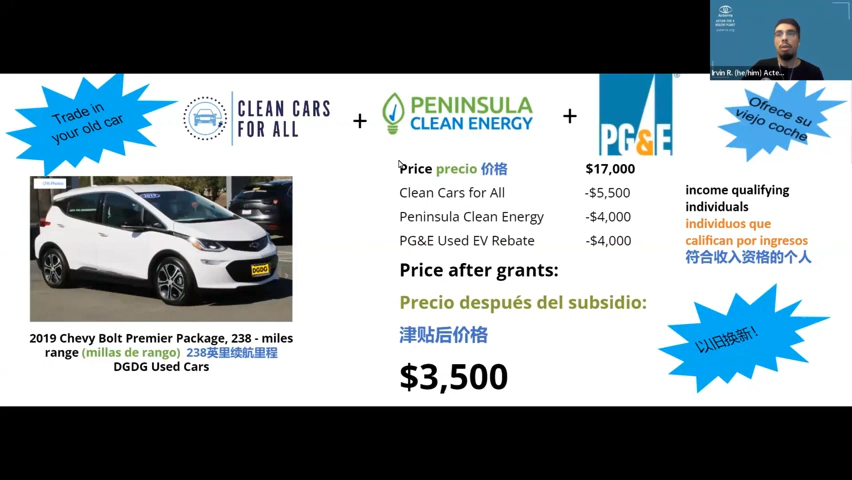 Irvin R. (he/him) Acte...
Trade in
your old car
CLEAN CARS
FOR ALL
+
PENINSULA
CLEAN ENERGY
+
PG&E
Ofrece su
viejo coche
Price precio 价格 $17,000
Clean Cars for All -$5,500
Peninsula Clean Energy -$4,000
PG&E Used EV Rebate -$4,000
Price after grants:
Precio después del subsidio:
津贴后价格
$3,500
income qualifying
individuals
individuos que
califican por ingresos
符合收入资格的个人
以旧换新!
DGDG
2019 Chevy Bolt Premier Package, 238 - miles
range (millas de rango) 238英里续航里程
DGDG Used Cars